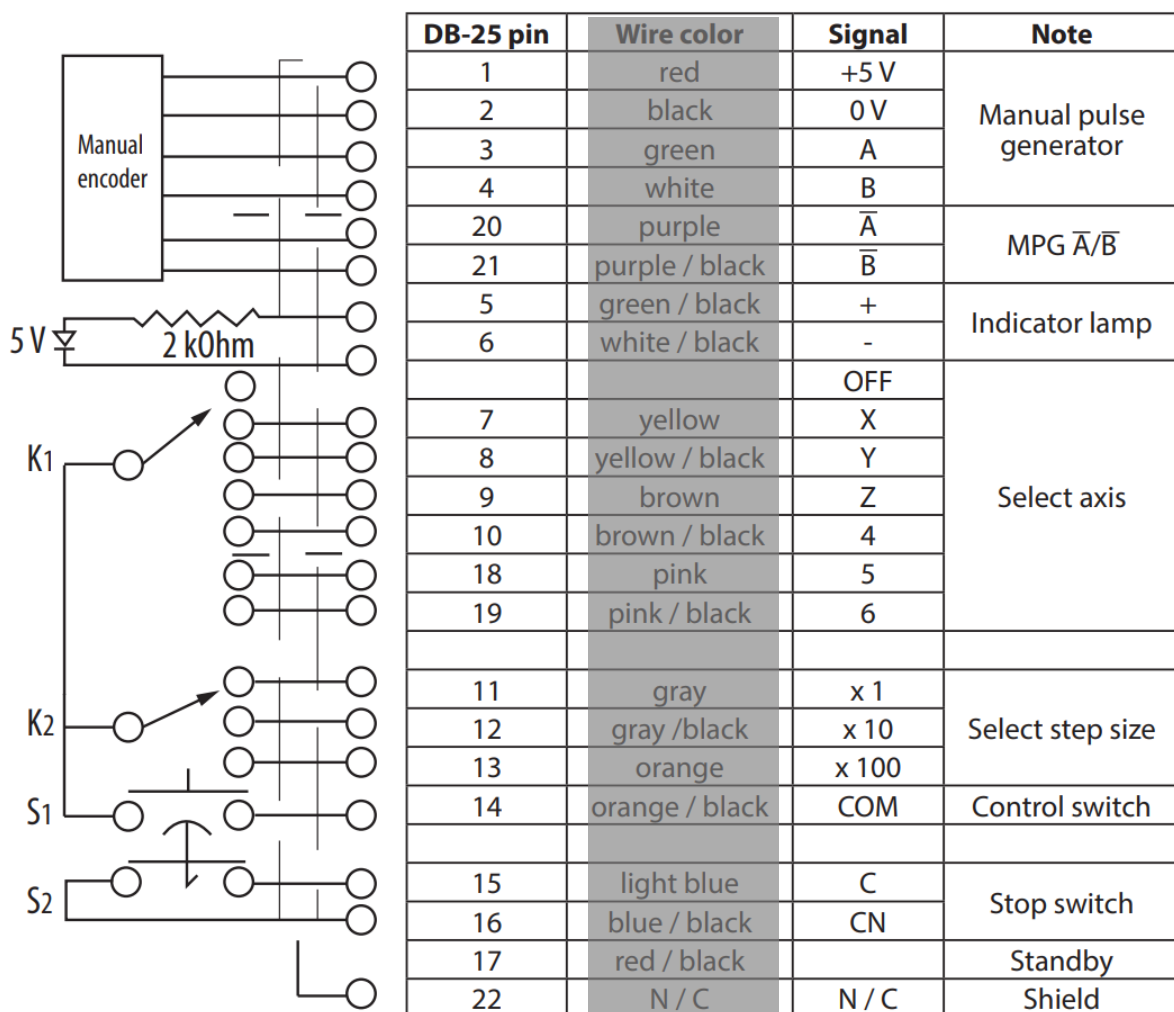 DB-25 pin Wire color Signal Note
1 red +5 V
2 black 0 V
Manual pulse
generator
3 green A
4 white B
Manual
encoder
20 purple A̅
21 purple / black B̅
MPG A̅/B̅
5 green / black +
6 white / black -
Indicator lamp
5 V 2 kOhm
OFF
7 yellow X
8 yellow / black Y
K1
9 brown Z
Select axis
10 brown / black 4
18 pink 5
19 pink / black 6
11 gray x 1
K2 12 gray /black x 10 Select step size
13 orange x 100
S1 14 orange / black COM Control switch
15 light blue C
S2
Stop switch
16 blue / black CN
17 red / black Standby
22 N / C N / C Shield